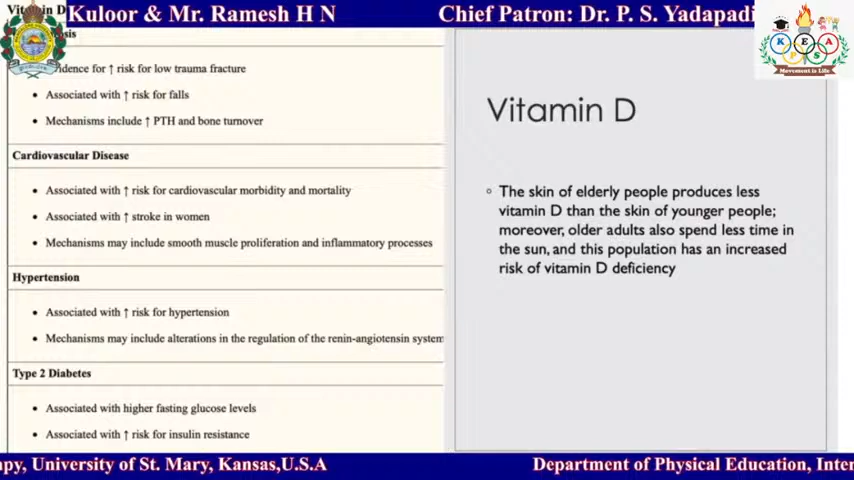 Vitamin D
Kuloor & Mr. Ramesh H N
Chief Patron: Dr. P. S. Yadapadi
K E A
P S
Movement is Life
for ↑ risk for low trauma fracture
• Associated with ↑ risk for falls
• Mechanisms include ↑ PTH and bone turnover
Cardiovascular Disease
• Associated with ↑ risk for cardiovascular morbidity and mortality
• Associated with ↑ stroke in women
• Mechanisms may include smooth muscle proliferation and inflammatory processes
Hypertension
• Associated with ↑ risk for hypertension
• Mechanisms may include alterations in the regulation of the renin-angiotensin system
Type 2 Diabetes
• Associated with higher fasting glucose levels
• Associated with ↑ risk for insulin resistance
Vitamin D
◦ The skin of elderly people produces less
vitamin D than the skin of younger people;
moreover, older adults also spend less time in
the sun, and this population has an increased
risk of vitamin D deficiency
apy, University of St. Mary, Kansas,U.S.A
Department of Physical Education, Inter